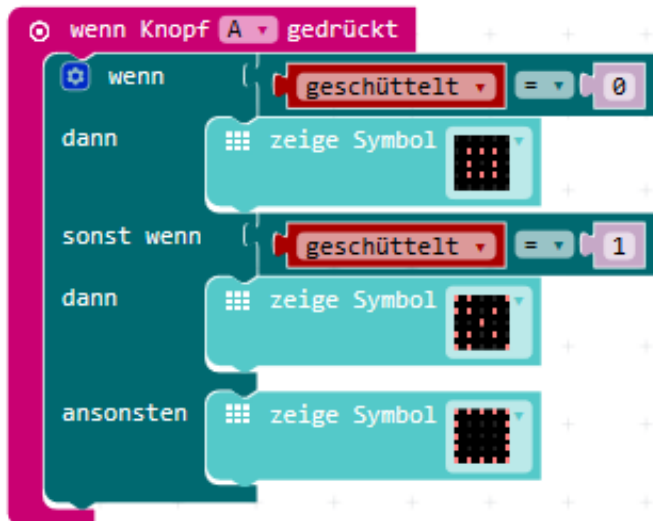 wenn Knopf A gedrückt
wenn geschüttelt = 0
dann zeige Symbol
sonst wenn geschüttelt = 1
dann zeige Symbol
ansonsten zeige Symbol